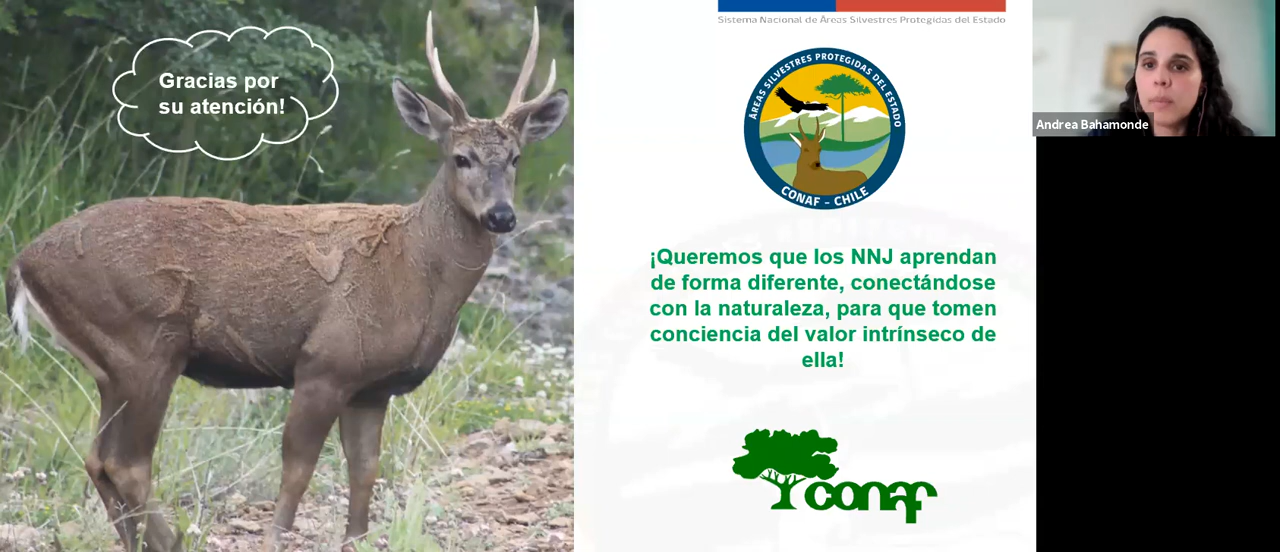 Gracias por
su atención!
Sistema Nacional de Áreas Silvestres Protegidas del Estado
ÁREAS SILVESTRES PROTEGIDAS DEL ESTADO
CONAF - CHILE
¡Queremos que los NNJ aprendan
de forma diferente, conectándose
con la naturaleza, para que tomen
conciencia del valor intrínseco de
ella!
conaf
Andrea Bahamonde